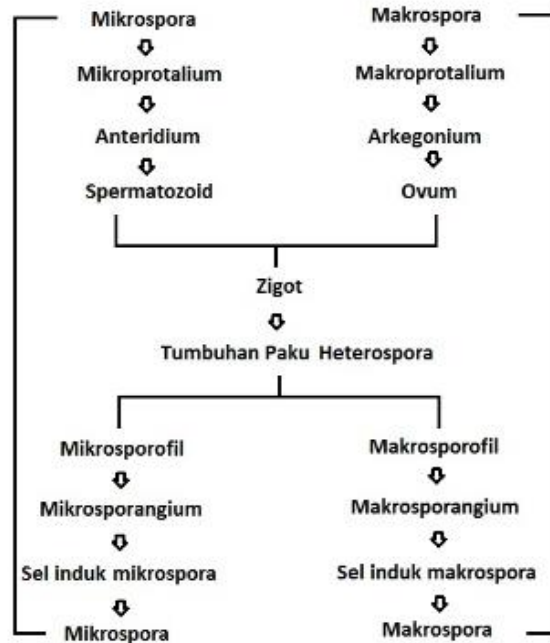 Mikrospora Makrospora
Mikroprotalium Makroprotalium
Anteridium Arkegonium
Spermatozoid Ovum
Zigot
Tumbuhan Paku Heterospora
Mikrosporofil Makrosporofil
Mikrosporangium Makrosporangium
Sel induk mikrospora Sel induk makrospora
Mikrospora Makrospora